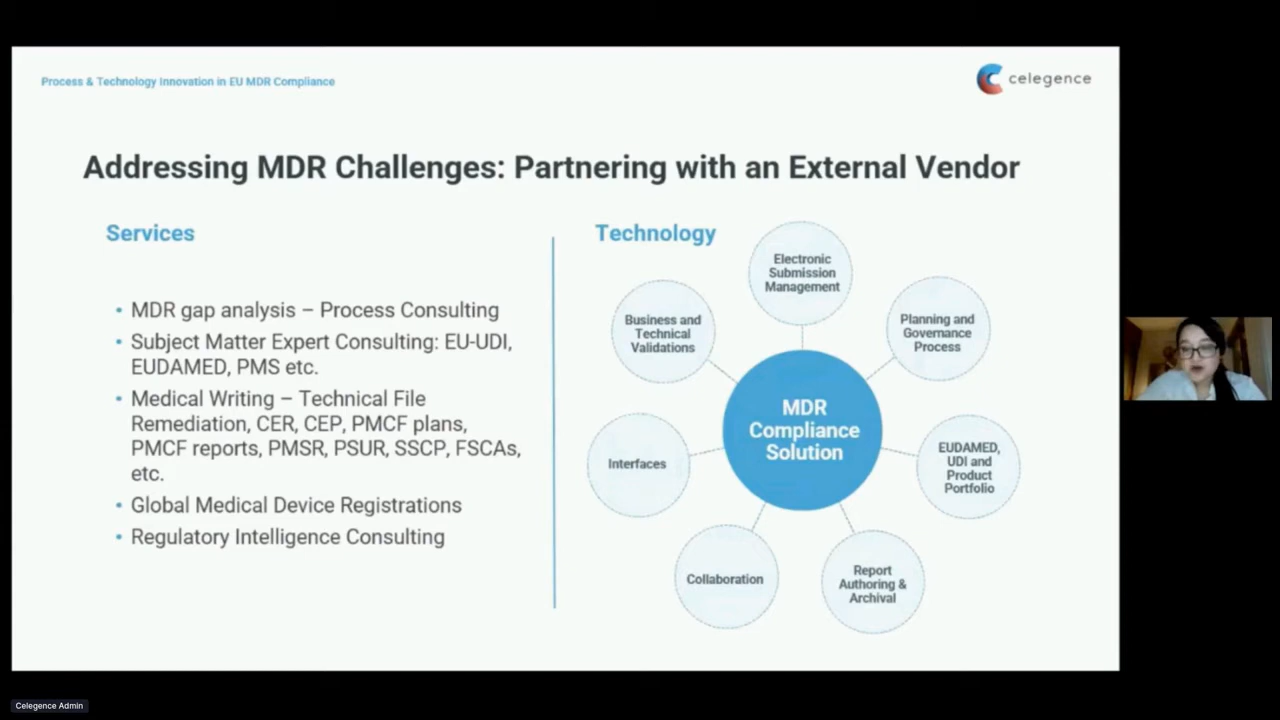 Process & Technology Innovation in EU MDR Compliance
celegence
Addressing MDR Challenges: Partnering with an External Vendor
Services
• MDR gap analysis – Process Consulting
• Subject Matter Expert Consulting: EU-UDI,
EUDAMED, PMS etc.
• Medical Writing – Technical File
Remediation, CER, CEP, PMCF plans,
PMCF reports, PMSR, PSUR, SSCP, FSCAs,
etc.
• Global Medical Device Registrations
• Regulatory Intelligence Consulting
Technology
Electronic
Submission
Management
Planning and
Governance
Process
EUDAMED,
UDI and
Product
Portfolio
Report
Authoring &
Archival
Collaboration
Interfaces
Business and
Technical
Validations
MDR
Compliance
Solution
Celegence Admin